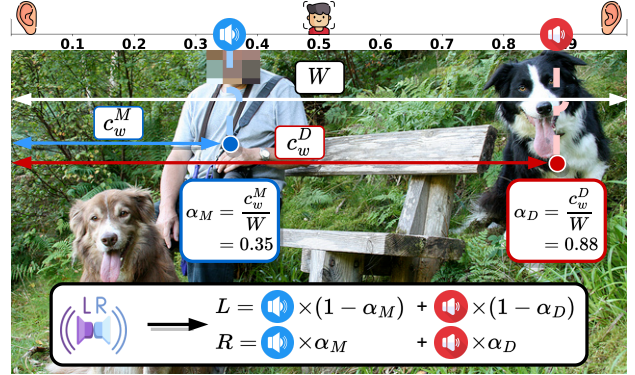 0.1 0.2 0.3 0.4 0.5 0.6 0.7 0.8 0.9
W
c_w^M
c_w^D
α_M = c_w^M / W
= 0.35
α_D = c_w^D / W
= 0.88
L R
L = ×(1 - α_M) + ×(1 - α_D)
R = ×α_M + ×α_D